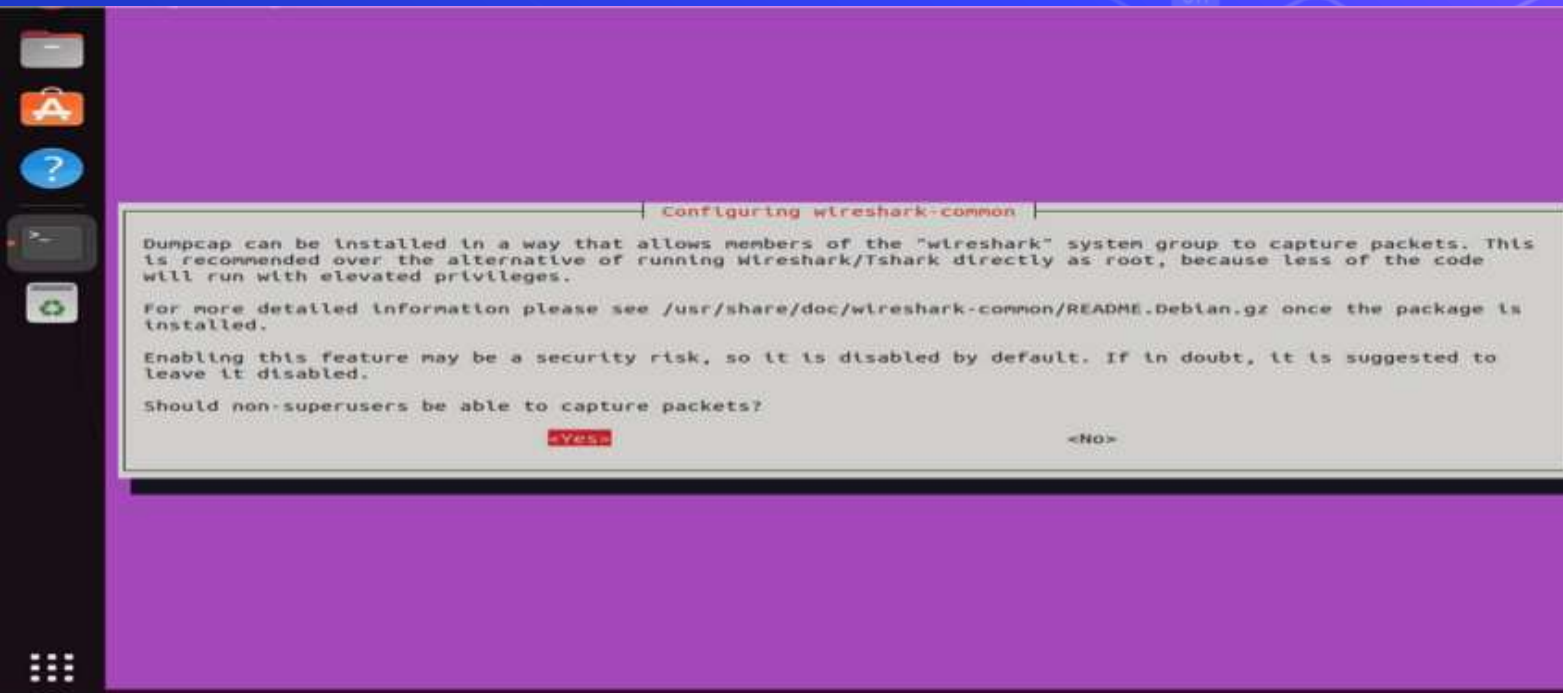 Configuring wireshark-common
Dumpcap can be installed in a way that allows members of the "wireshark" system group to capture packets. This
is recommended over the alternative of running Wireshark/Tshark directly as root, because less of the code
will run with elevated privileges.
For more detailed information please see /usr/share/doc/wireshark-common/README.Debian.gz once the package is
installed.
Enabling this feature may be a security risk, so it is disabled by default. If in doubt, it is suggested to
leave it disabled.
Should non-superusers be able to capture packets?
<Yes> <No>